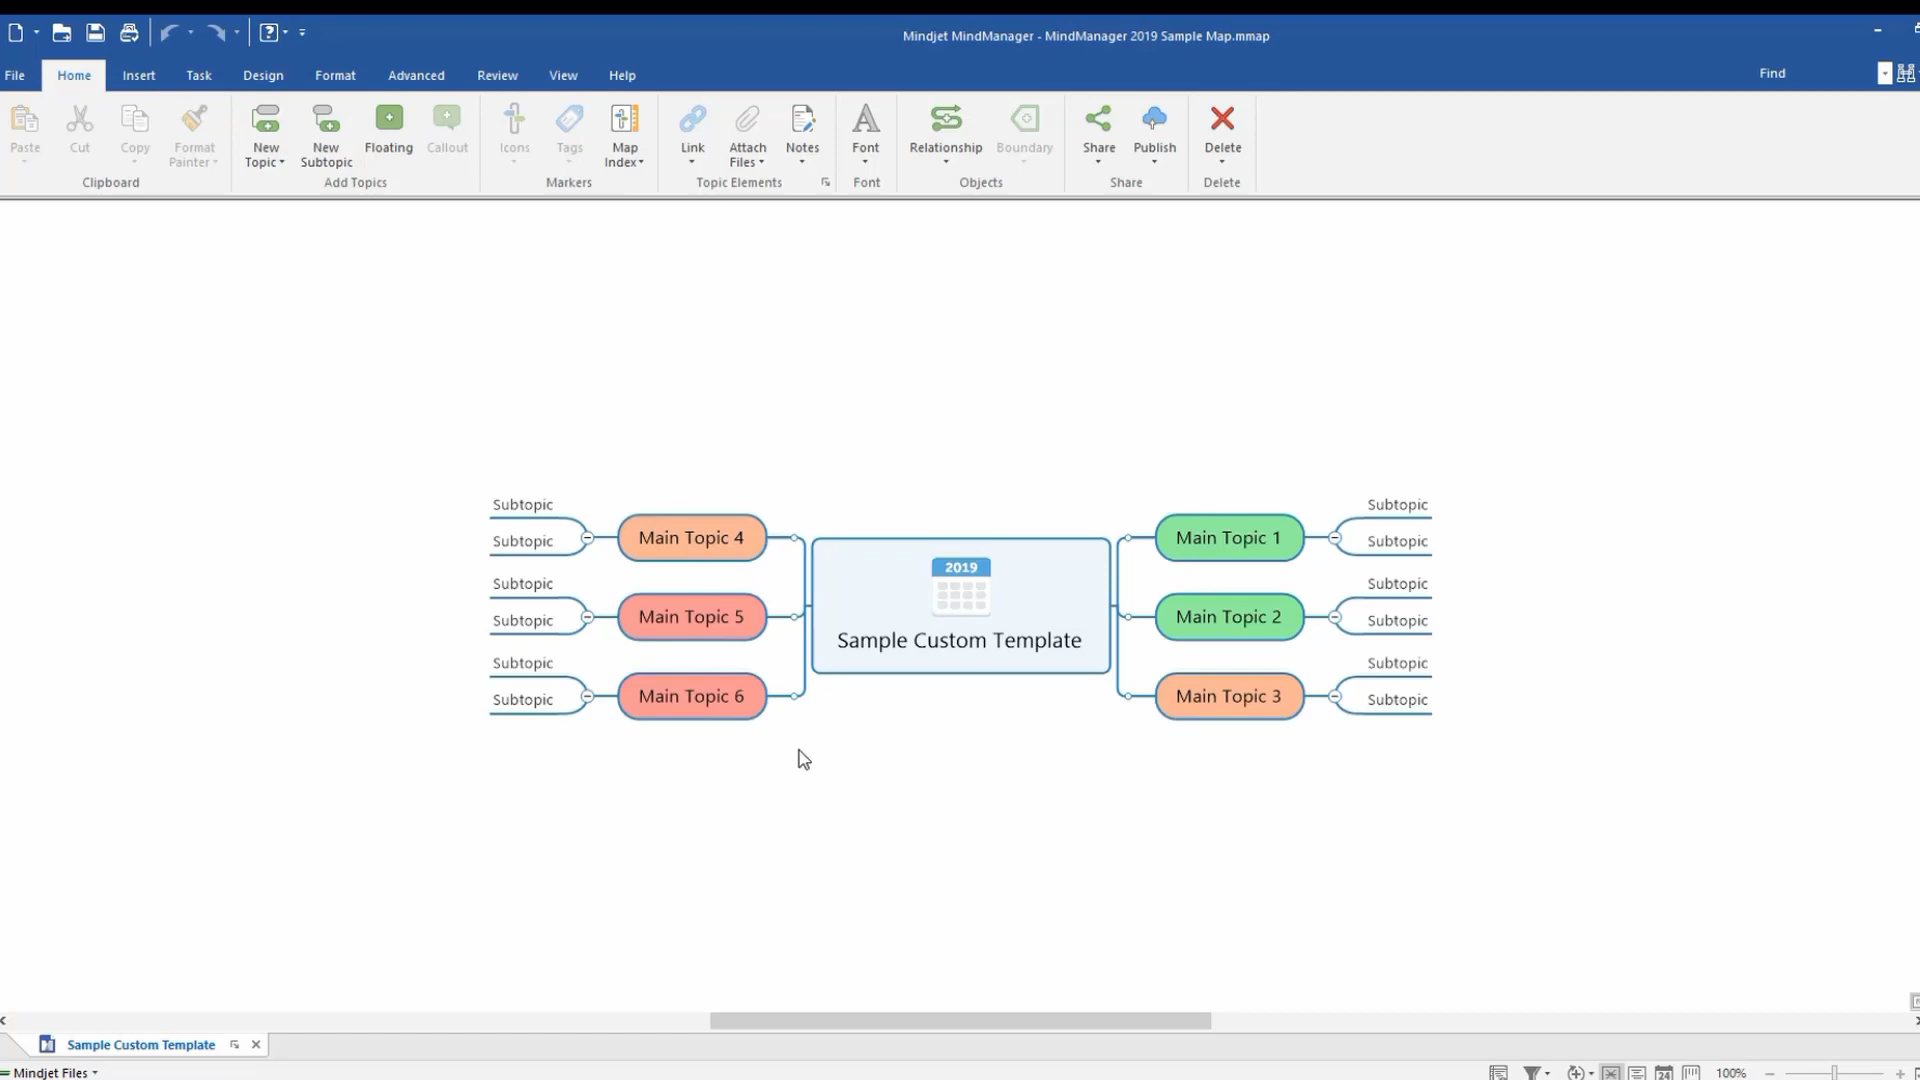 Mindjet MindManager - MindManager 2019 Sample Map.mmap
File Home Insert Task Design Format Advanced Review View Help Find
Paste Cut Copy Format Painter New Topic New Subtopic Floating Callout Icons Tags Map Index Link Attach Files Notes Font Relationship Boundary Share Publish Delete
Clipboard Add Topics Markers Topic Elements Font Objects Share Delete
Subtopic
Subtopic
Main Topic 4
Subtopic
Subtopic
Main Topic 5
Subtopic
Subtopic
Main Topic 6
2019
Sample Custom Template
Main Topic 1
Subtopic
Subtopic
Main Topic 2
Subtopic
Subtopic
Main Topic 3
Subtopic
Subtopic
Sample Custom Template
Mindjet Files 24 100%